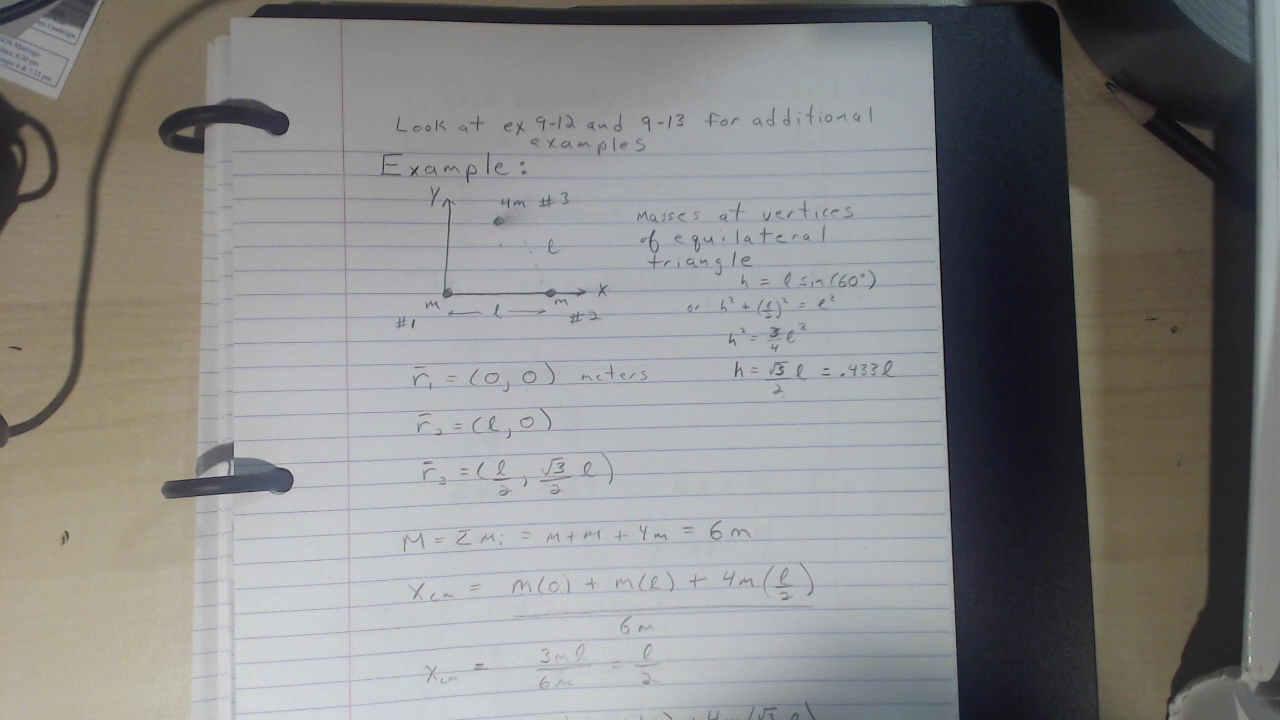 Look at ex 9-12 and 9-13 for additional
examples
Example:
y
4m #3
l
m
m
x
#1
l
#2
Masses at vertices
of equilateral
triangle
h = l sin(60°)
or h² + (l/2)² = l²
h² = 3/4 l²
h = √3/2 l = .433l
r̄₁ = (0, 0) meters
r̄₂ = (l, 0)
r̄₃ = (l/2, √3/2 l)
M = Σmᵢ = m+m + 4m = 6m
x_cm = m(0) + m(l) + 4m(l/2)
6m
x_cm = 3ml/6m = l/2